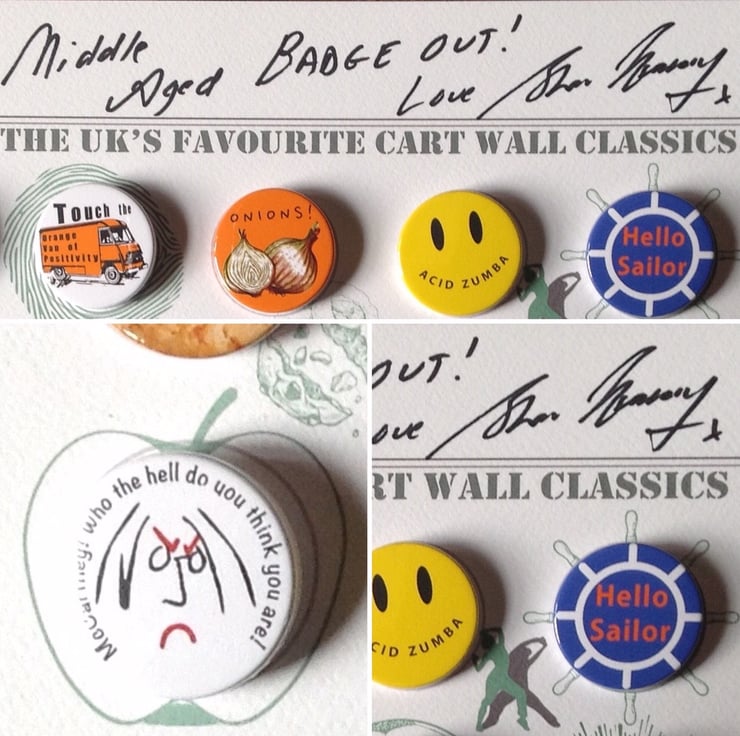 Middle
Aged
BADGE OUT!
Love
THE UK'S FAVOURITE CART WALL CLASSICS
Touch the
Orange
Van of
Positivity
ONIONS!
ACID ZUMBA
Hello
Sailor
McCartney! who the hell do you think you are!
OUT!
ove
RT WALL CLASSICS
CID ZUMBA
Hello
Sailor